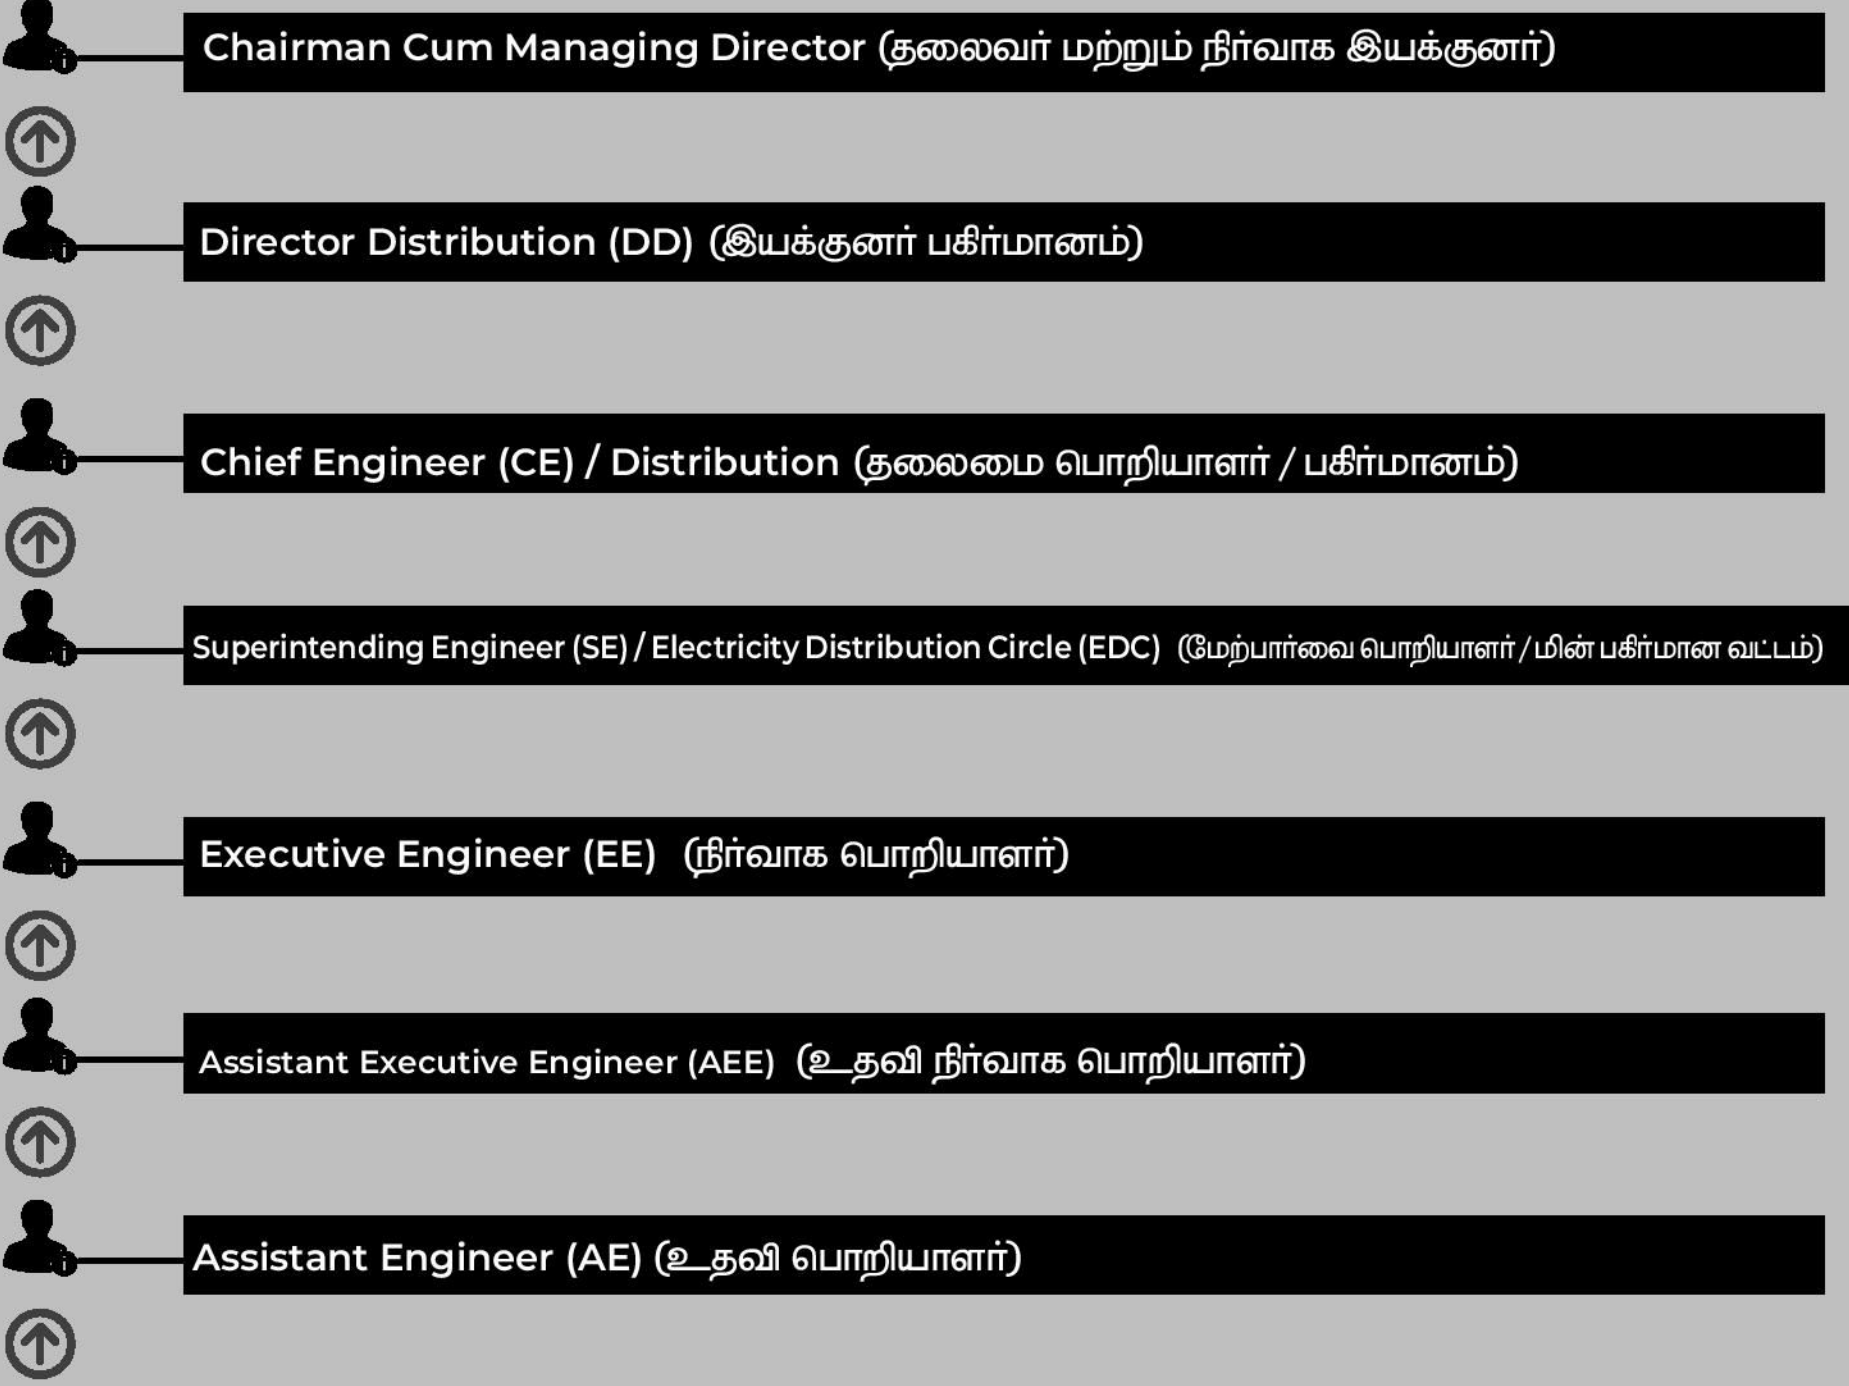 Chairman Cum Managing Director (தலைவர் மற்றும் நிர்வாக இயக்குனர்)
Director Distribution (DD) (இயக்குனர் பகிர்மானம்)
Chief Engineer (CE) / Distribution (தலைமை பொறியாளர் / பகிர்மானம்)
Superintending Engineer (SE) / Electricity Distribution Circle (EDC) (மேற்பார்வை பொறியாளர் / மின் பகிர்மான வட்டம்)
Executive Engineer (EE) (நிர்வாக பொறியாளர்)
Assistant Executive Engineer (AEE) (உதவி நிர்வாக பொறியாளர்)
Assistant Engineer (AE) (உதவி பொறியாளர்)